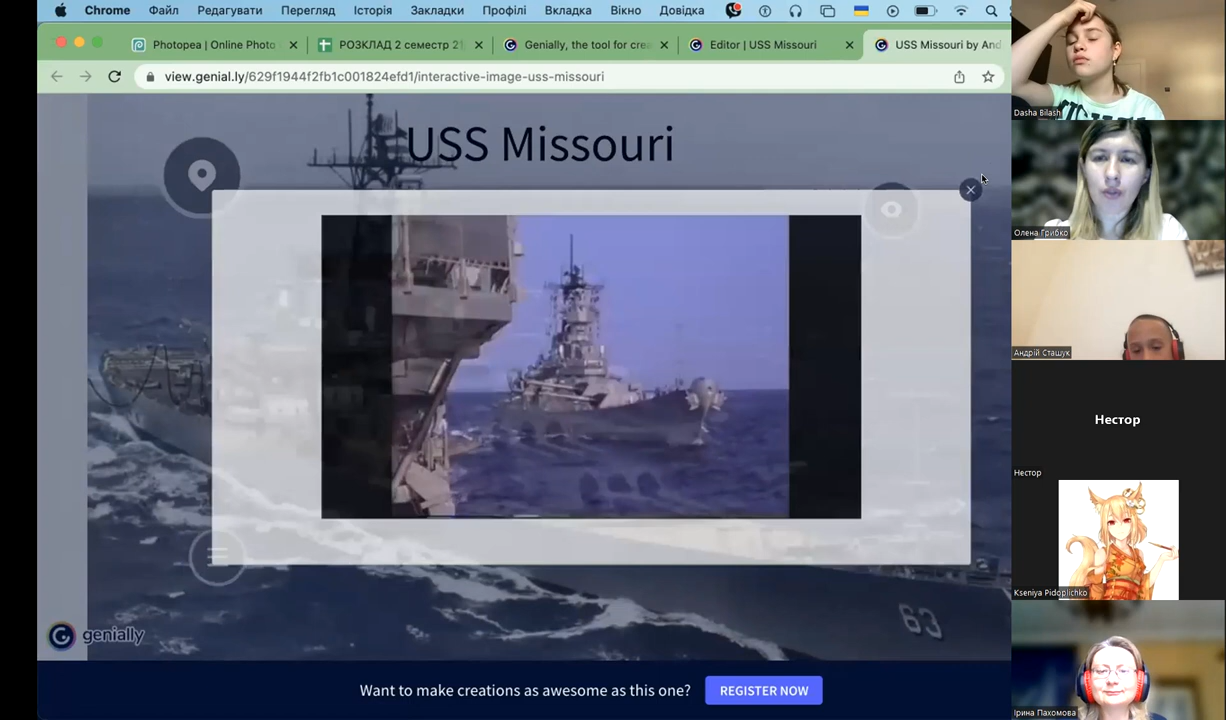 Chrome Файл Редагувати Перегляд Історія Закладки Профілі Вкладка Вікно Довідка
Photopea | Online Photo
РОЗКЛАД 2 семестр 2
Genially, the tool for crea
Editor | USS Missouri
USS Missouri by And
view.genial.ly/629f1944f2fb1c001824efd1/interactive-image-uss-missouri
USS Missouri
63
genially
Want to make creations as awesome as this one?
REGISTER NOW
Dasha Bilash
Олена Грибко
Андрій Сташук
Нестор
Нестор
Kseniya Pidoplichko
Ірина Пахомова